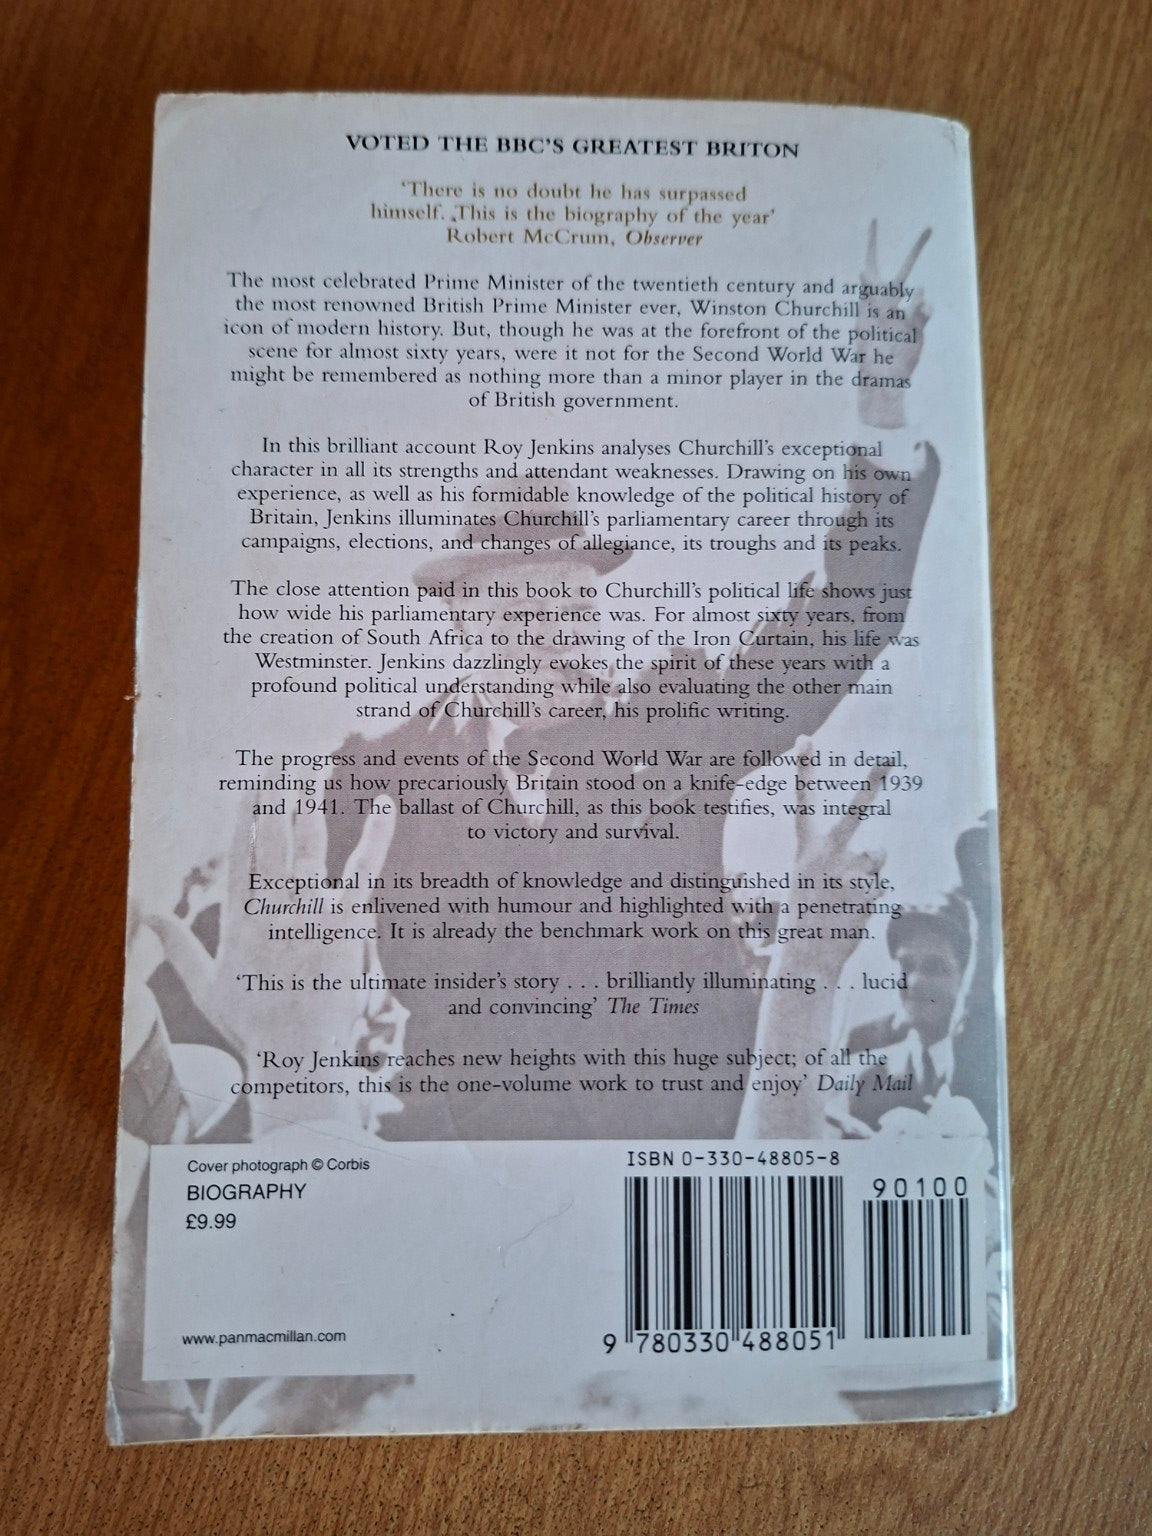 VOTED THE BBC'S GREATEST BRITON
‘There is no doubt he has surpassed
himself. This is the biography of the year’
Robert McCrum, Observer
The most celebrated Prime Minister of the twentieth century and arguably
the most renowned British Prime Minister ever, Winston Churchill is an
icon of modern history. But, though he was at the forefront of the political
scene for almost sixty years, were it not for the Second World War he
might be remembered as nothing more than a minor player in the dramas
of British government.
In this brilliant account Roy Jenkins analyses Churchill’s exceptional
character in all its strengths and attendant weaknesses. Drawing on his own
experience, as well as his formidable knowledge of the political history of
Britain, Jenkins illuminates Churchill’s parliamentary career through its
campaigns, elections, and changes of allegiance, its troughs and its peaks.
The close attention paid in this book to Churchill’s political life shows just
how wide his parliamentary experience was. For almost sixty years, from
the creation of South Africa to the drawing of the Iron Curtain, his life was
Westminster. Jenkins dazzlingly evokes the spirit of these years with a
profound political understanding while also evaluating the other main
strand of Churchill’s career, his prolific writing.
The progress and events of the Second World War are followed in detail,
reminding us how precariously Britain stood on a knife-edge between 1939
and 1941. The ballast of Churchill, as this book testifies, was integral
to victory and survival.
Exceptional in its breadth of knowledge and distinguished in its style,
Churchill is enlivened with humour and highlighted with a penetrating
intelligence. It is already the benchmark work on this great man.
‘This is the ultimate insider’s story . . . brilliantly illuminating . . . lucid
and convincing’ The Times
‘Roy Jenkins reaches new heights with this huge subject; of all the
competitors, this is the one-volume work to trust and enjoy’ Daily Mail
Cover photograph © Corbis
BIOGRAPHY
£9.99
www.panmacmillan.com
ISBN 0-330-48805-8
90100
9 780330 488051